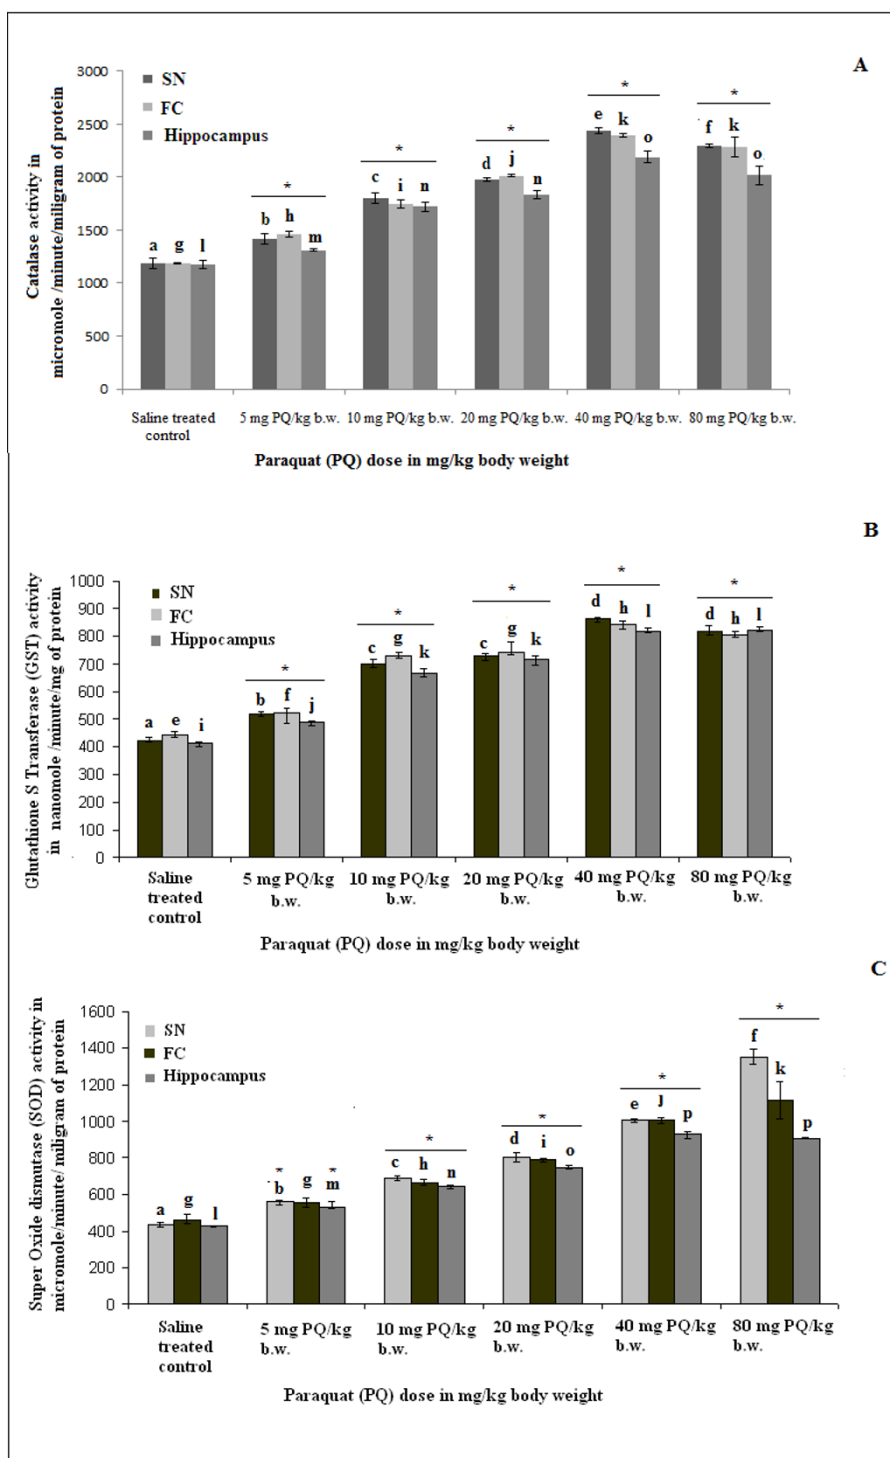 A
3000
2500
2000
1500
1000
500
0
Catalase activity in
micromole /minute/miligram of protein
SN
FC
Hippocampus
* * * * *
a g l b h m c i n d j n e k o f k o
Saline treated
control
5 mg PQ/kg b.w.
10 mg PQ/kg b.w.
20 mg PQ/kg b.w.
40 mg PQ/kg b.w.
80 mg PQ/kg b.w.
Paraquat (PQ) dose in mg/kg body weight
B
1000
900
800
700
600
500
400
300
200
100
0
Glutathione S Transferase (GST) activity
in nanomole /minute/mg of protein
SN
FC
Hippocampus
* * * * *
a e i b f j c g k c g k d h l d h l
Saline
treated
control
5 mg PQ/kg
b.w.
10 mg PQ/kg
b.w.
20 mg PQ/kg
b.w.
40 mg PQ/kg
b.w.
80 mg PQ/kg
b.w.
Paraquat (PQ) dose in mg/kg body weight
C
1600
1400
1200
1000
800
600
400
200
0
Super Oxide dismutase (SOD) activity in
micromole/minute/ miligram of protein
SN
FC
Hippocampus
* * * * * *
a g l b g m c h n d i o e J p f k p
Saline
treated
control
5 mg PQ/kg
b.w.
10 mg PQ/kg
b.w.
20 mg PQ/kg
b.w.
40 mg PQ/kg
b.w.
80 mg PQ/kg
b.w.
Paraquat (PQ) dose in mg/kg body weight